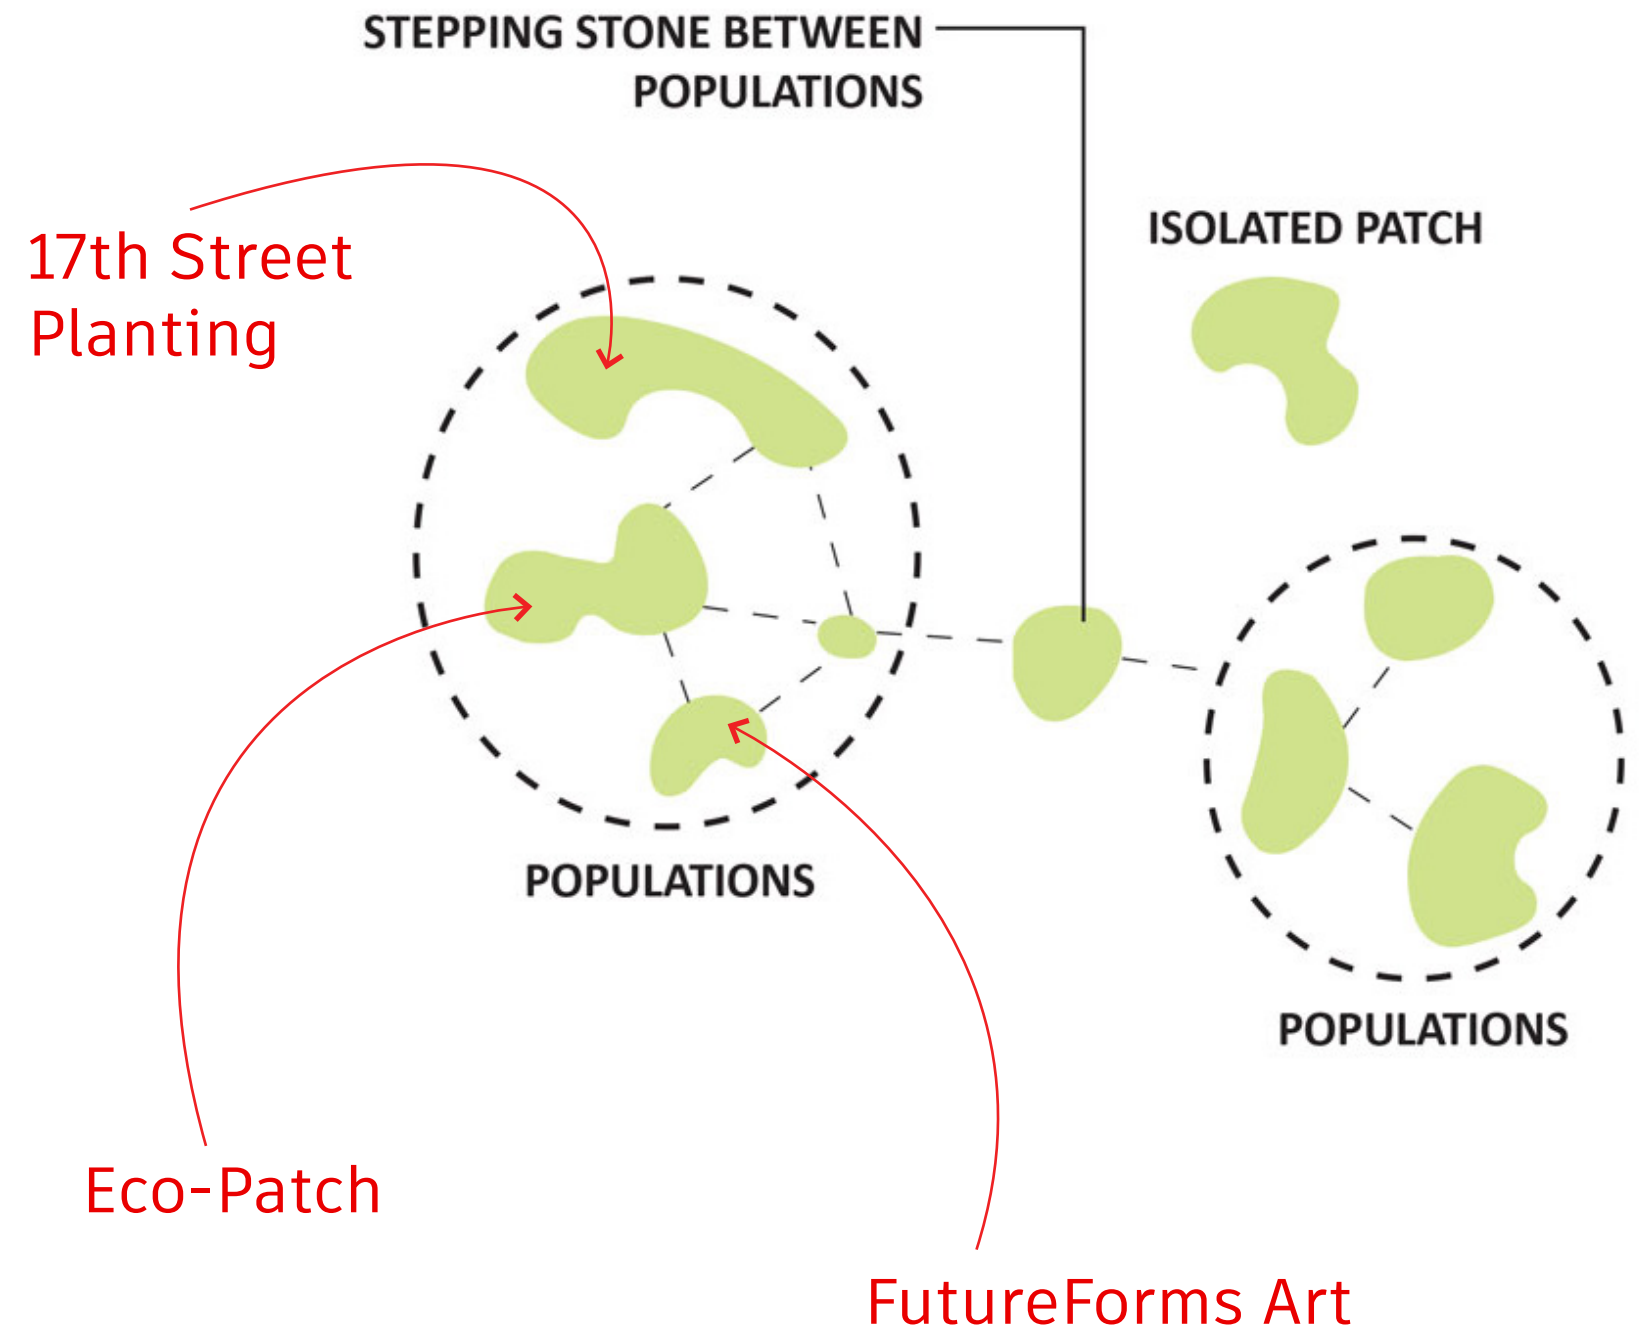 STEPPING STONE BETWEEN
POPULATIONS
ISOLATED PATCH
17th Street
Planting
POPULATIONS
POPULATIONS
Eco-Patch
FutureForms Art